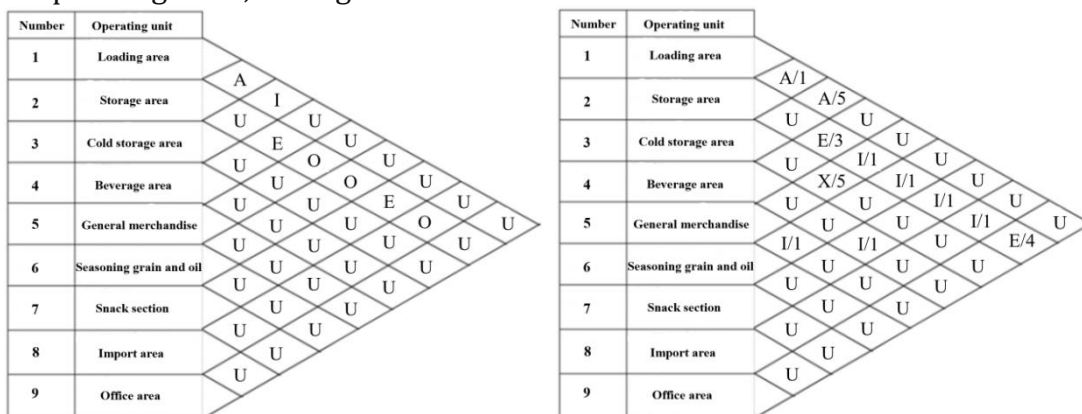 Number Operating unit
1 Loading area
A
2 Storage area I
U U
3 Cold storage area E U
U O U
4 Beverage area U O U
U U E U
5 General merchandise U U O U
U U U U
6 Seasoning grain and oil U U U
U U U
7 Snack section U U
U U
8 Import area U
U
9 Office area
Number Operating unit
1 Loading area
A/1
2 Storage area A/5
U U
3 Cold storage area E/3 U
U I/1 U
4 Beverage area X/5 I/1 U
U U I/1 U
5 General merchandise U U I/1 U
I/1 I/1 U E/4
6 Seasoning grain and oil U U U
U U U
7 Snack section U U
U U
8 Import area U
U
9 Office area